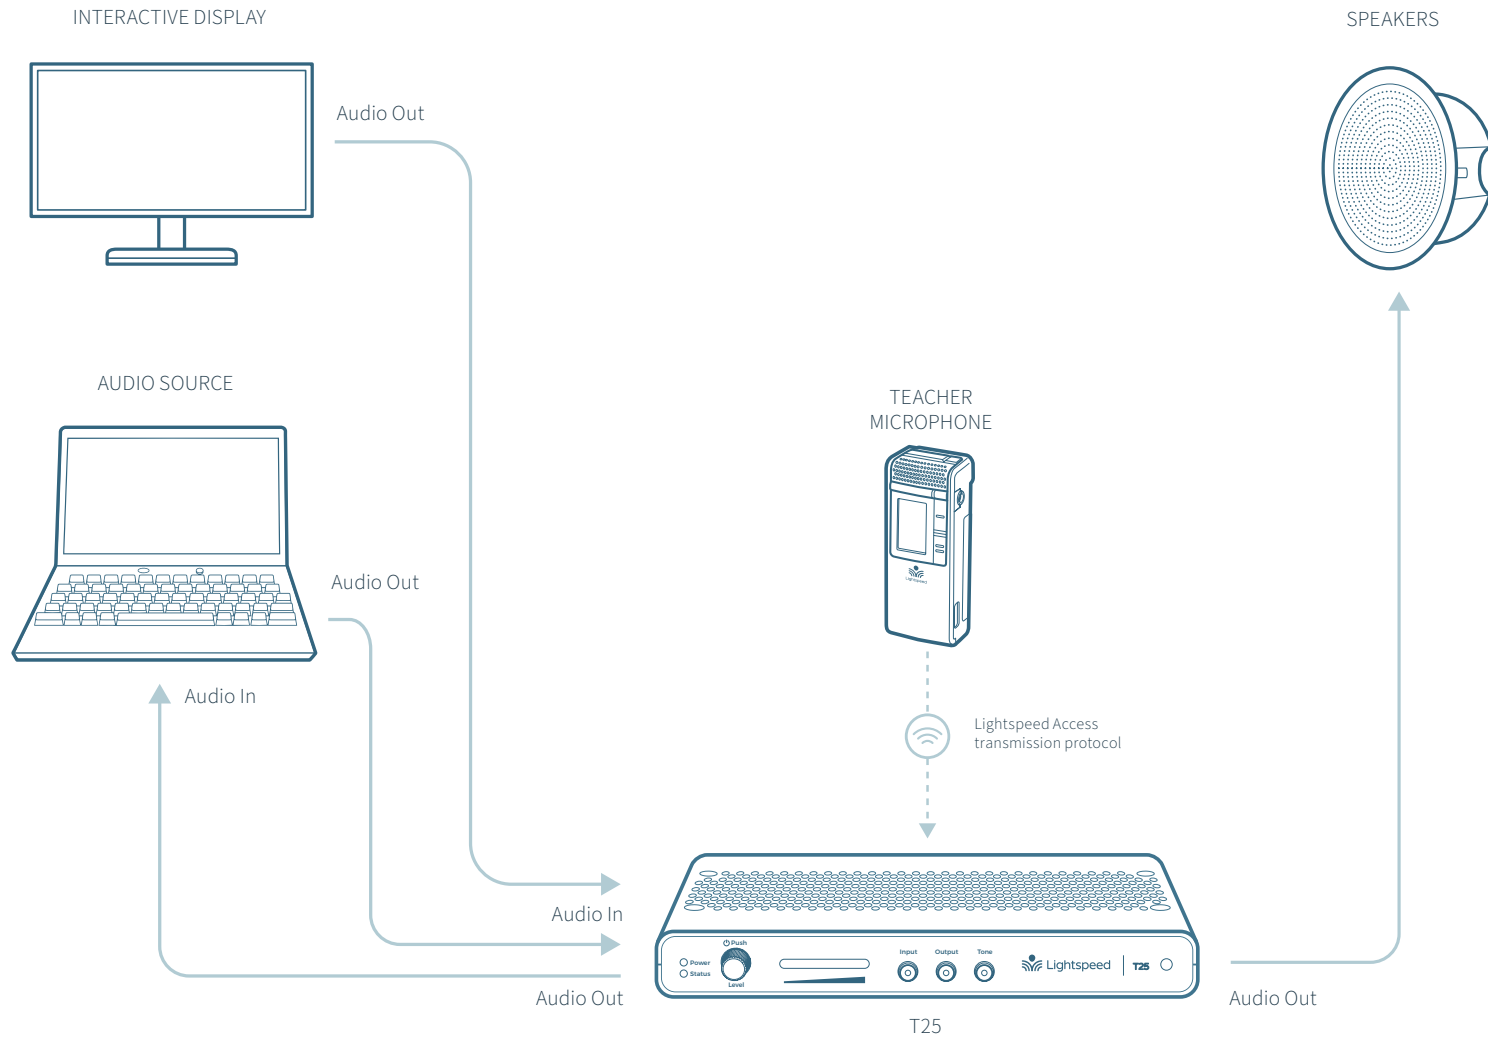 INTERACTIVE DISPLAY
SPEAKERS
Audio Out
AUDIO SOURCE
TEACHER
MICROPHONE
Lightspeed
Audio Out
Audio In
Lightspeed Access
transmission protocol
Audio In
Push
Power
Status
Level
Input
Output
Tone
Lightspeed
T25
Audio Out
Audio Out
T25